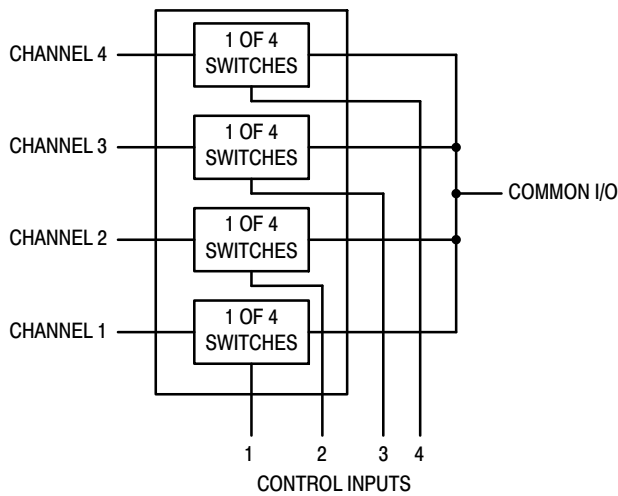 CHANNEL 4
1 OF 4
SWITCHES
CHANNEL 3
1 OF 4
SWITCHES
COMMON I/O
CHANNEL 2
1 OF 4
SWITCHES
CHANNEL 1
1 OF 4
SWITCHES
1 2 3 4
CONTROL INPUTS